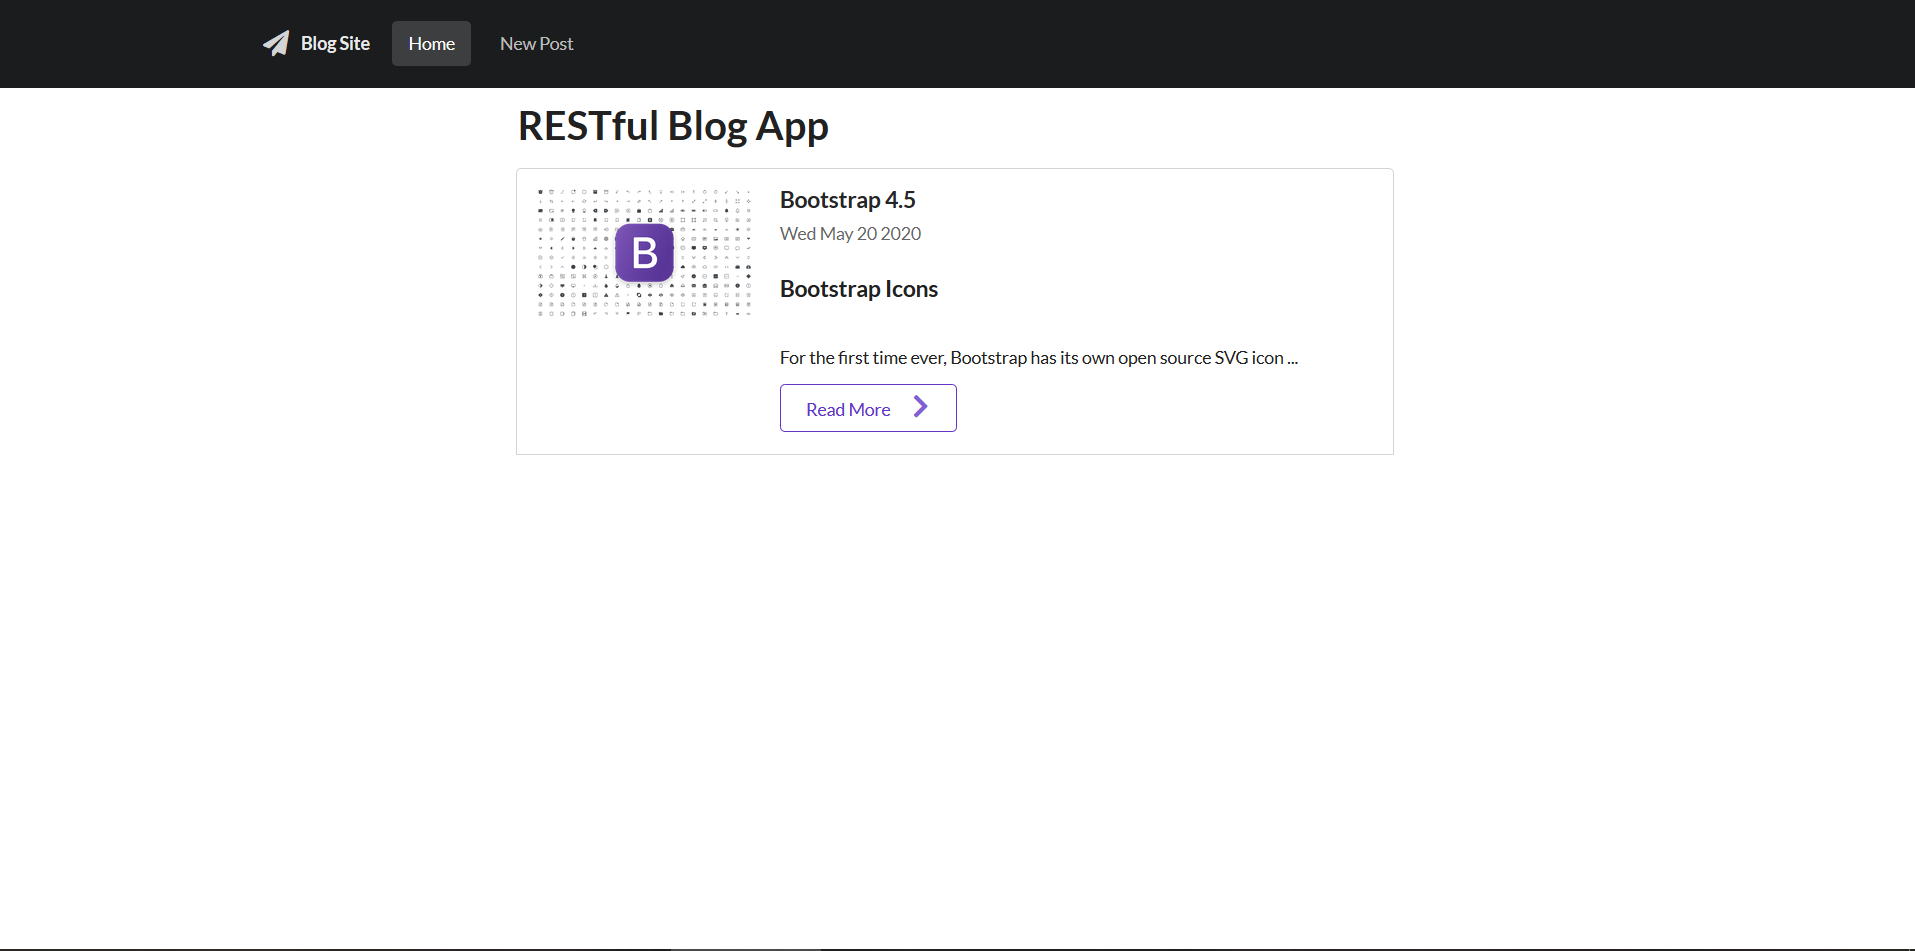 Blog Site Home New Post
RESTful Blog App
B
Bootstrap 4.5
Wed May 20 2020
Bootstrap Icons
For the first time ever, Bootstrap has its own open source SVG icon ...
Read More